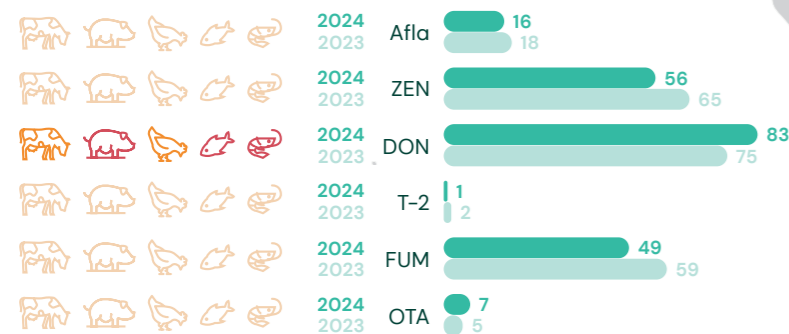 2024 16
Afla
2023 18
2024 56
ZEN
2023 65
2024 83
DON
2023 75
2024 1
T-2
2023 2
2024 49
FUM
2023 59
2024 7
OTA
2023 5